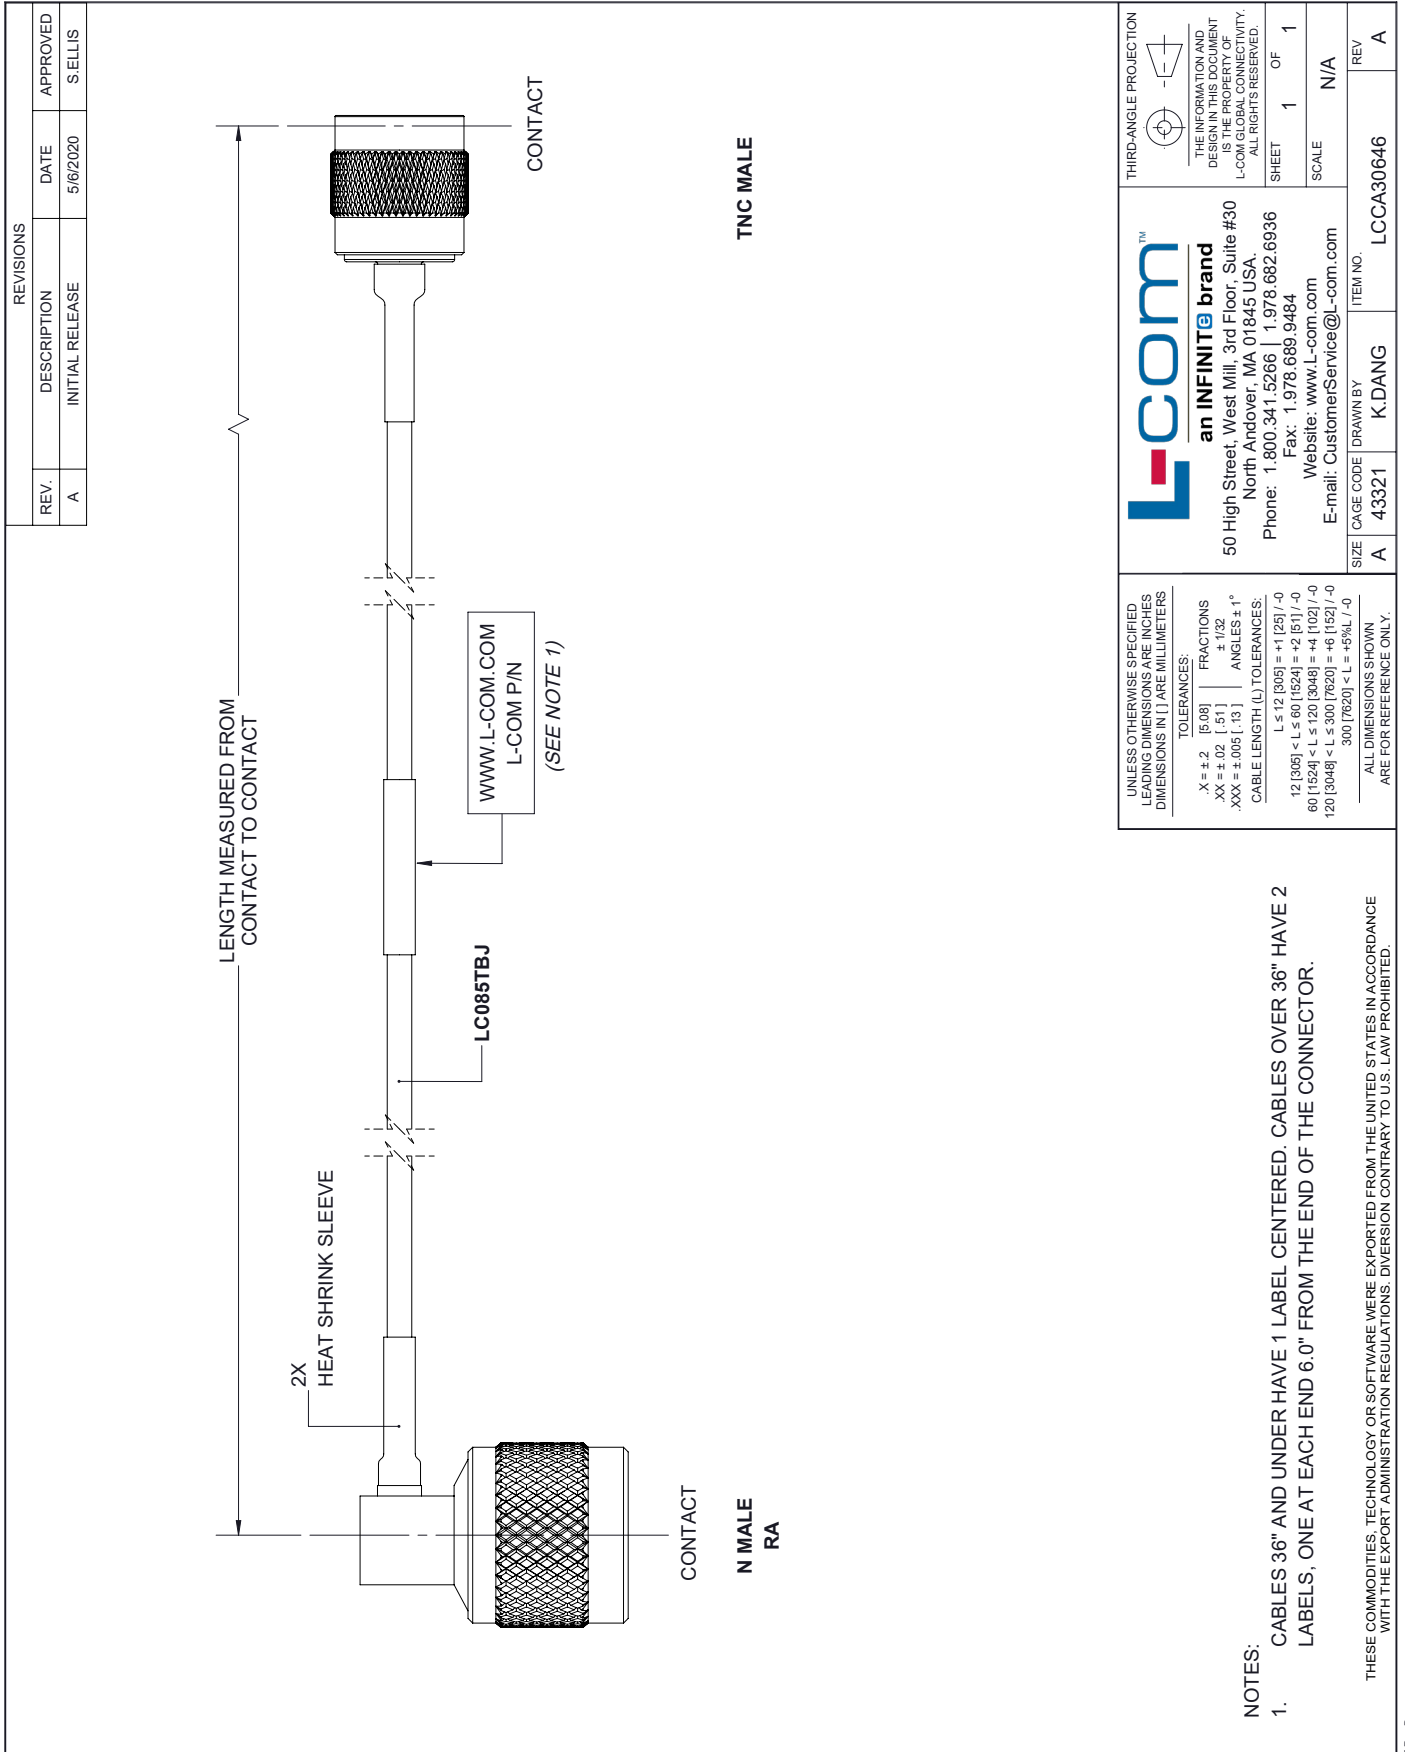 REVISIONS
REV. DESCRIPTION DATE APPROVED
A INITIAL RELEASE 5/6/2020 S.ELLIS
LENGTH MEASURED FROM
CONTACT TO CONTACT
2X
HEAT SHRINK SLEEVE
LC085TBJ
WWW.L-COM.COM
L-COM P/N
(SEE NOTE 1)
CONTACT
CONTACT
N MALE
RA
TNC MALE
NOTES:
1. CABLES 36" AND UNDER HAVE 1 LABEL CENTERED. CABLES OVER 36" HAVE 2
LABELS, ONE AT EACH END 6.0" FROM THE END OF THE CONNECTOR.
THESE COMMODITIES, TECHNOLOGY OR SOFTWARE WERE EXPORTED FROM THE UNITED STATES IN ACCORDANCE
WITH THE EXPORT ADMINISTRATION REGULATIONS. DIVERSION CONTRARY TO U.S. LAW PROHIBITED.
UNLESS OTHERWISE SPECIFIED
LEADING DIMENSIONS ARE INCHES
DIMENSIONS IN [ ] ARE MILLIMETERS
TOLERANCES:
.X = ± .2 [5.08] FRACTIONS
.XX = ± .02 [.51] ± 1/32
.XXX = ± .005 [.13] ANGLES ± 1°
CABLE LENGTH (L) TOLERANCES:
L ≤ 12 [305] = +1 [25] / -0
12 [305] < L ≤ 60 [1524] = +2 [51] / -0
60 [1524] < L ≤ 120 [3048] = +4 [102] / -0
120 [3048] < L ≤ 300 [7620] = +6 [152] / -0
300 [7620] < L = +5%L / -0
ALL DIMENSIONS SHOWN
ARE FOR REFERENCE ONLY.
L-com™
an INFINITe brand
50 High Street, West Mill, 3rd Floor, Suite #30
North Andover, MA 01845 USA.
Phone: 1.800.341.5266 | 1.978.682.6936
Fax: 1.978.689.9484
Website: www.L-com.com
E-mail: CustomerService@L-com.com
THIRD-ANGLE PROJECTION
THE INFORMATION AND
DESIGN IN THIS DOCUMENT
IS THE PROPERTY OF
L-COM GLOBAL CONNECTIVITY.
ALL RIGHTS RESERVED.
SHEET 1 OF 1
SCALE N/A
SIZE A
CAGE CODE 43321
DRAWN BY K.DANG
ITEM NO. LCCA30646
REV A